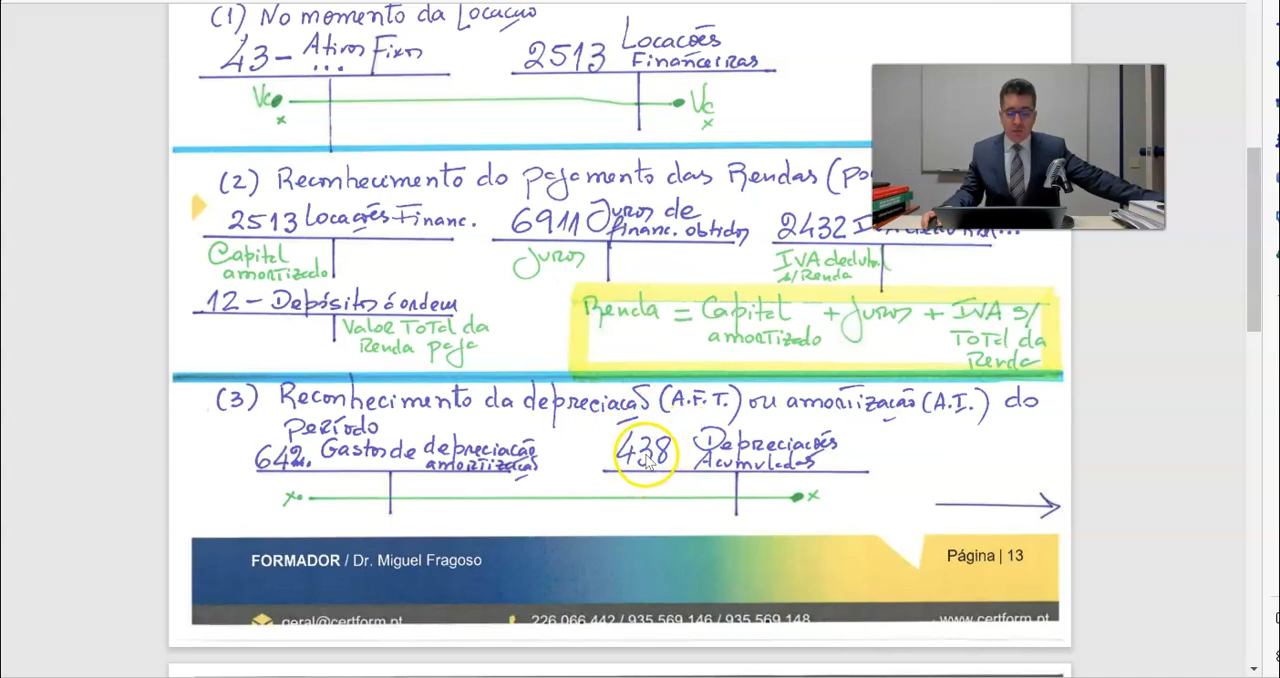 (1) No momento da Locação
43 - Ativos Fixos
...
2513 Locações
Financeiras
Vc Vc
x x
(2) Reconhecimento do pagamento das Rendas (
2513 Locações Financ. 6911 Juros de
financ. obtidos 2432
Capital
amortizado
Juros
IVA dedut.
s/Renda
12 - Depósitos à ordem
Valor Total da
Renda paga
Renda = Capital + Juros + IVA s/
amortizado Total da
Renda
(3) Reconhecimento da depreciação (A.F.T.) ou amortização (A.I.) do
período
642. Gastos de depreciação
amortização
438 Depreciações
Acumuladas
x x
FORMADOR / Dr. Miguel Fragoso Página | 13
geral@certform.pt 226 066 442 / 935 569 146 / 935 569 148 www.certform.pt